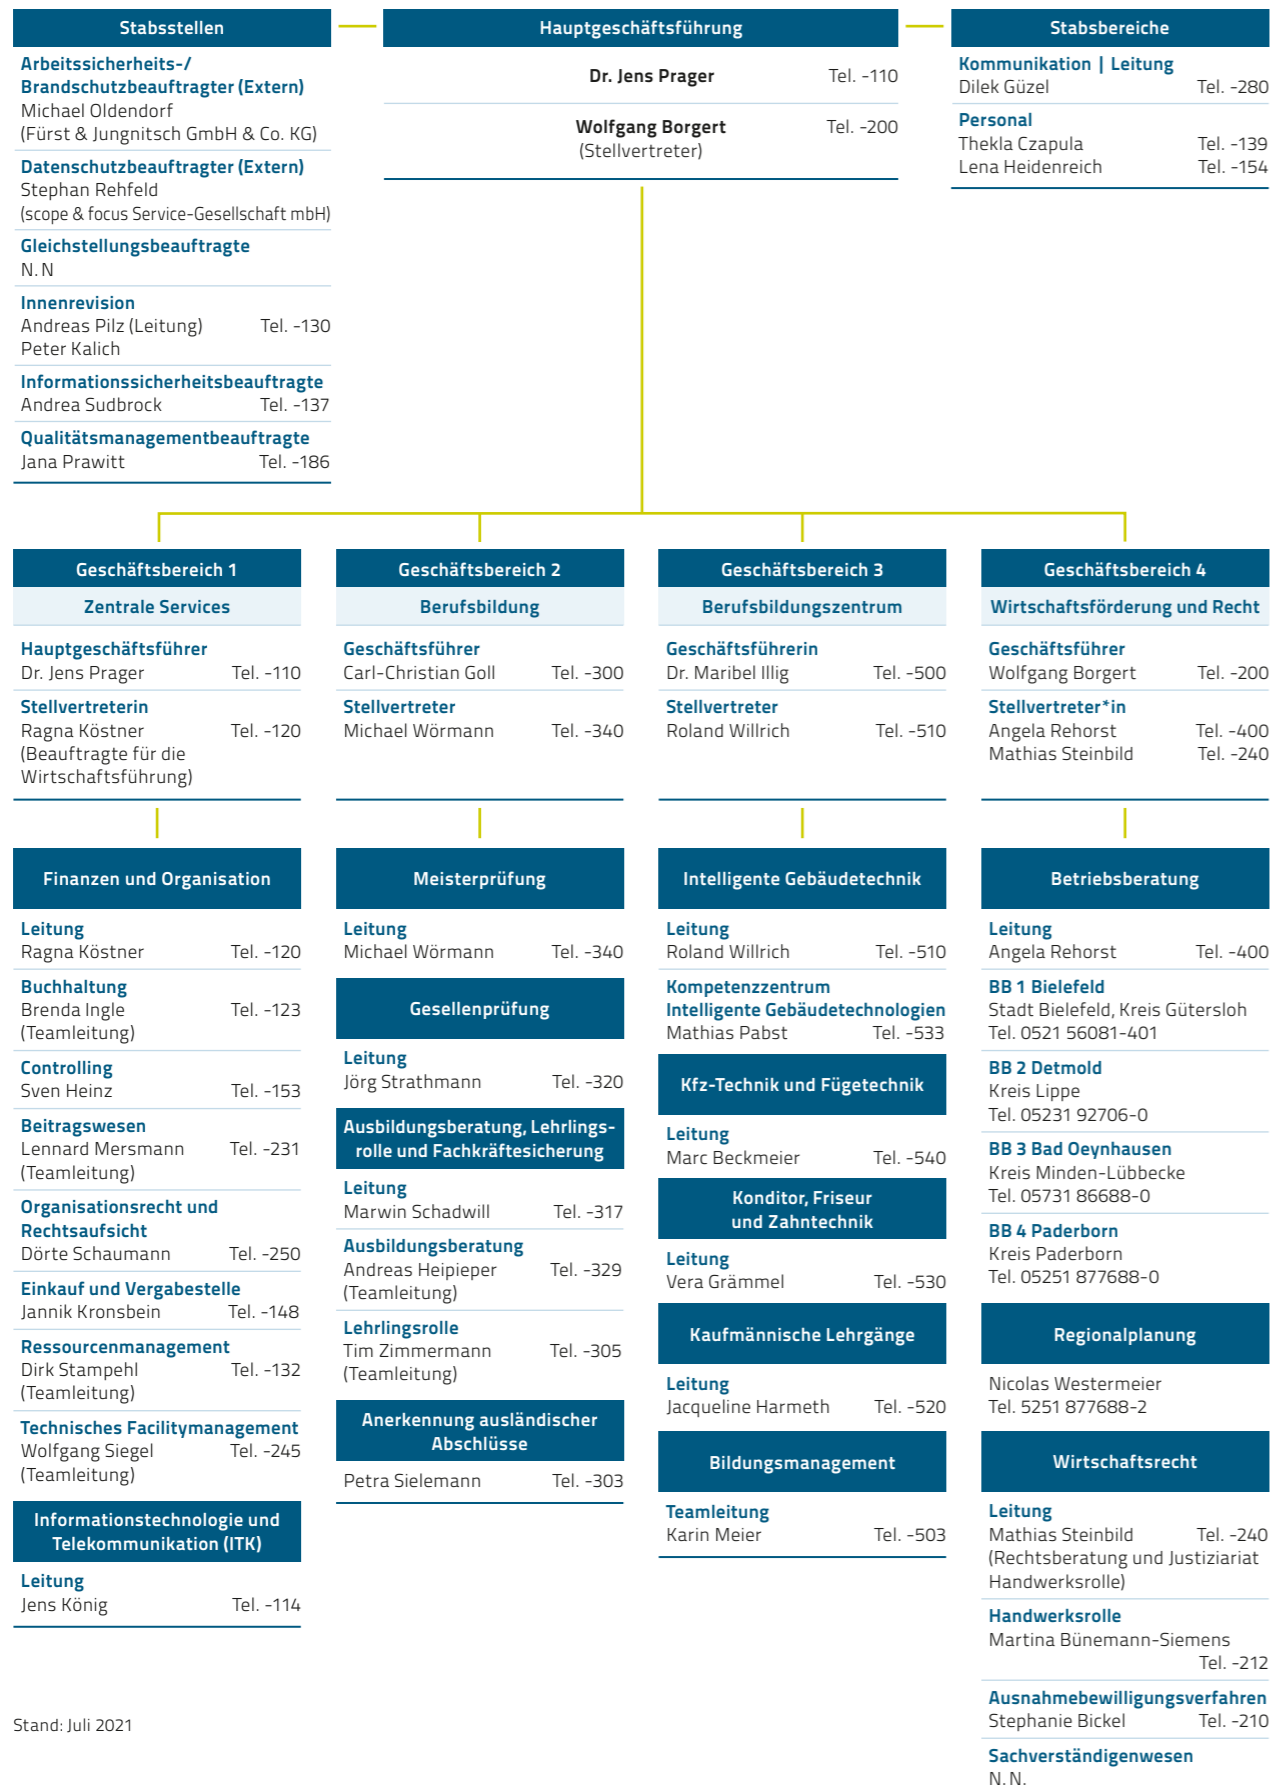 Stabsstellen
Arbeitssicherheits-/
Brandschutzbeauftragter (Extern)
Michael Oldendorf
(Fürst & Jungnitsch GmbH & Co. KG)
Datenschutzbeauftragter (Extern)
Stephan Rehfeld
(scope & focus Service-Gesellschaft mbH)
Gleichstellungsbeauftragte
N. N
Innenrevision
Andreas Pilz (Leitung) Tel. -130
Peter Kalich
Informationssicherheitsbeauftragte
Andrea Sudbrock Tel. -137
Qualitätsmanagementbeauftragte
Jana Prawitt Tel. -186
Hauptgeschäftsführung
Dr. Jens Prager Tel. -110
Wolfgang Borgert Tel. -200
(Stellvertreter)
Stabsbereiche
Kommunikation | Leitung
Dilek Güzel Tel. -280
Personal
Thekla Czapula Tel. -139
Lena Heidenreich Tel. -154
Geschäftsbereich 1
Zentrale Services
Hauptgeschäftsführer
Dr. Jens Prager Tel. -110
Stellvertreterin
Ragna Köstner Tel. -120
(Beauftragte für die
Wirtschaftsführung)
Finanzen und Organisation
Leitung
Ragna Köstner Tel. -120
Buchhaltung
Brenda Ingle Tel. -123
(Teamleitung)
Controlling
Sven Heinz Tel. -153
Beitragswesen
Lennard Mersmann Tel. -231
(Teamleitung)
Organisationsrecht und
Rechtsaufsicht
Dörte Schaumann Tel. -250
Einkauf und Vergabestelle
Jannik Kronsbein Tel. -148
Ressourcenmanagement
Dirk Stampehl Tel. -132
(Teamleitung)
Technisches Facilitymanagement
Wolfgang Siegel Tel. -245
(Teamleitung)
Informationstechnologie und
Telekommunikation (ITK)
Leitung
Jens König Tel. -114
Geschäftsbereich 2
Berufsbildung
Geschäftsführer
Carl-Christian Goll Tel. -300
Stellvertreter
Michael Wörmann Tel. -340
Meisterprüfung
Leitung
Michael Wörmann Tel. -340
Gesellenprüfung
Leitung
Jörg Strathmann Tel. -320
Ausbildungsberatung, Lehrlings-
rolle und Fachkräftesicherung
Leitung
Marwin Schadwill Tel. -317
Ausbildungsberatung
Andreas Heipieper Tel. -329
(Teamleitung)
Lehrlingsrolle
Tim Zimmermann Tel. -305
(Teamleitung)
Anerkennung ausländischer
Abschlüsse
Petra Sielemann Tel. -303
Geschäftsbereich 3
Berufsbildungszentrum
Geschäftsführerin
Dr. Maribel Illig Tel. -500
Stellvertreter
Roland Willrich Tel. -510
Intelligente Gebäudetechnik
Leitung
Roland Willrich Tel. -510
Kompetenzzentrum
Intelligente Gebäudetechnologien
Mathias Pabst Tel. -533
Kfz-Technik und Fügetechnik
Leitung
Marc Beckmeier Tel. -540
Konditor, Friseur
und Zahntechnik
Leitung
Vera Grämmel Tel. -530
Kaufmännische Lehrgänge
Leitung
Jacqueline Harmeth Tel. -520
Bildungsmanagement
Teamleitung
Karin Meier Tel. -503
Geschäftsbereich 4
Wirtschaftsförderung und Recht
Geschäftsführer
Wolfgang Borgert Tel. -200
Stellvertreter*in
Angela Rehorst Tel. -400
Mathias Steinbild Tel. -240
Betriebsberatung
Leitung
Angela Rehorst Tel. -400
BB 1 Bielefeld
Stadt Bielefeld, Kreis Gütersloh
Tel. 0521 56081-401
BB 2 Detmold
Kreis Lippe
Tel. 05231 92706-0
BB 3 Bad Oeynhausen
Kreis Minden-Lübbecke
Tel. 05731 86688-0
BB 4 Paderborn
Kreis Paderborn
Tel. 05251 877688-0
Regionalplanung
Nicolas Westermeier
Tel. 5251 877688-2
Wirtschaftsrecht
Leitung
Mathias Steinbild Tel. -240
(Rechtsberatung und Justiziariat
Handwerksrolle)
Handwerksrolle
Martina Bünemann-Siemens
Tel. -212
Ausnahmebewilligungsverfahren
Stephanie Bickel Tel. -210
Sachverständigenwesen
N. N.
Stand: Juli 2021